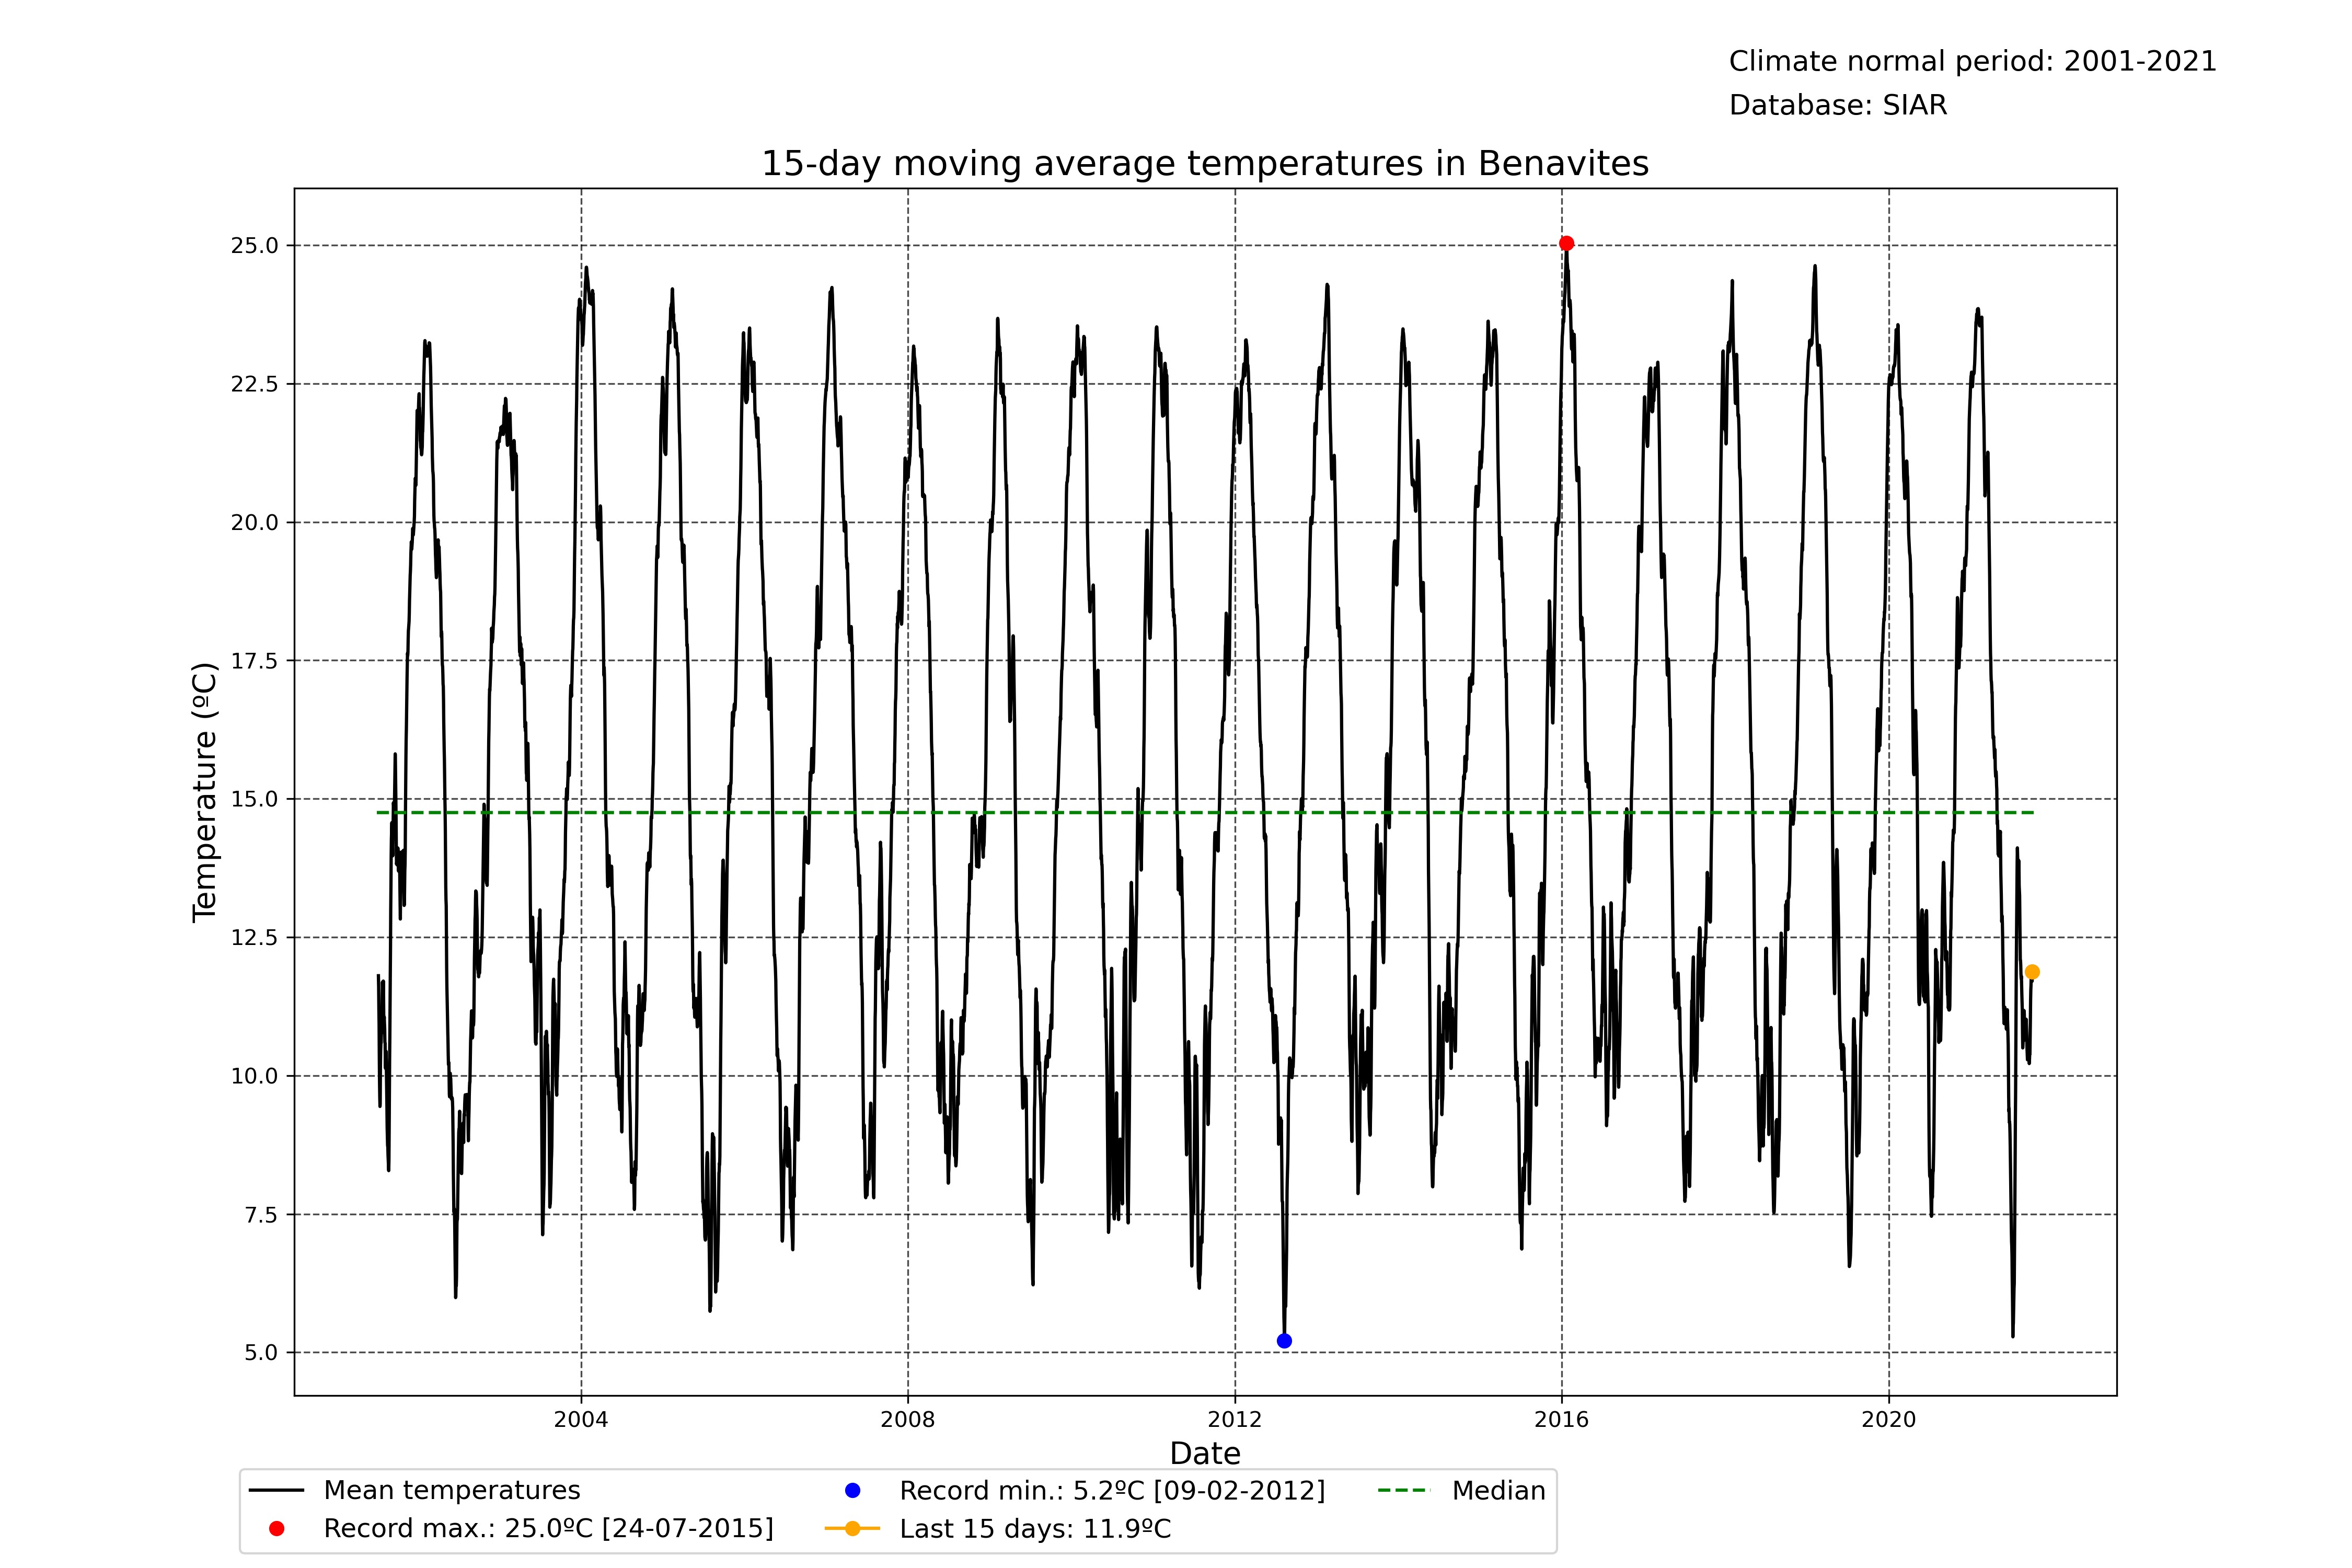 Climate normal period: 2001-2021
Database: SIAR
15-day moving average temperatures in Benavites
25.0
22.5
20.0
17.5
15.0
12.5
10.0
7.5
5.0
Temperature (ºC)
2004 2008 2012 2016 2020
Date
Mean temperatures
Record max.: 25.0ºC [24-07-2015]
Record min.: 5.2ºC [09-02-2012]
Last 15 days: 11.9ºC
Median